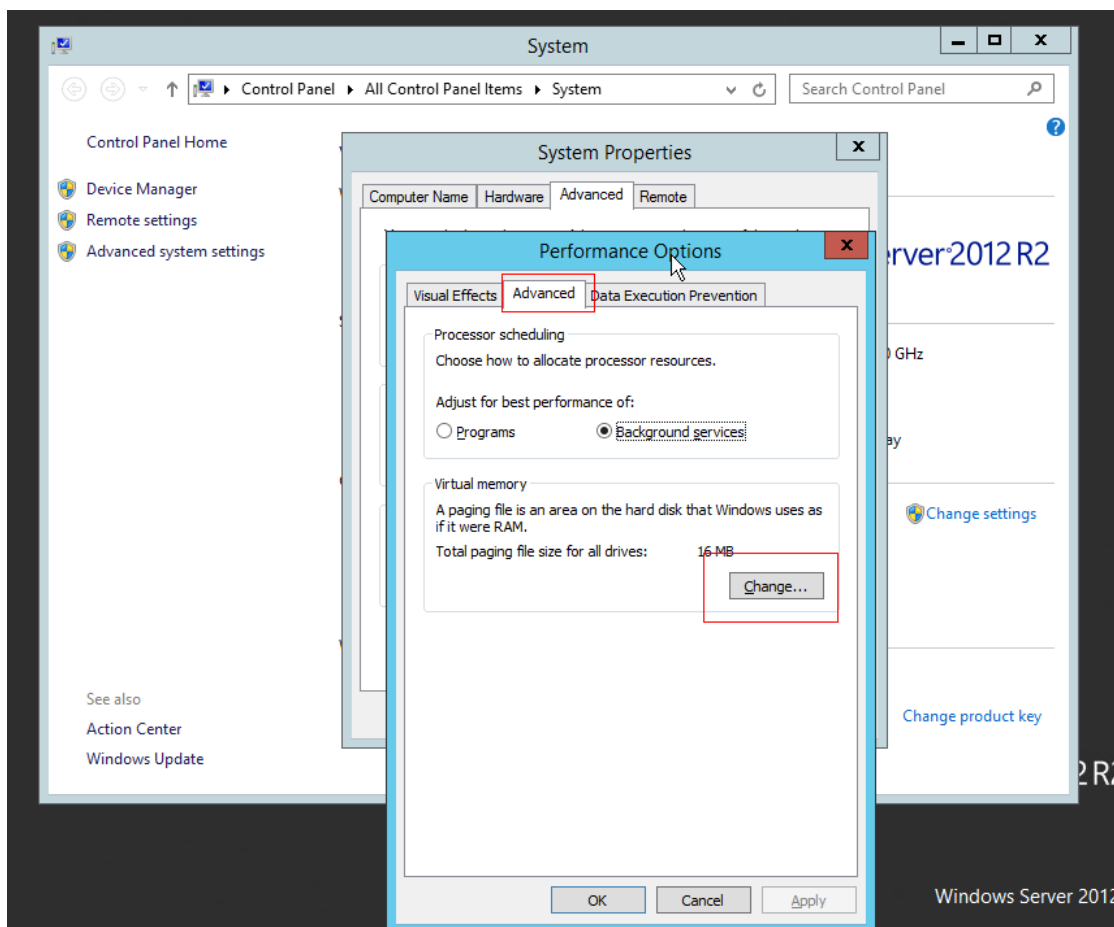 System
Control Panel
All Control Panel Items
System
Search Control Panel
Control Panel Home
Device Manager
Remote settings
Advanced system settings
System Properties
Computer Name
Hardware
Advanced
Remote
Performance Options
Visual Effects
Advanced
Data Execution Prevention
Processor scheduling
Choose how to allocate processor resources.
Adjust for best performance of:
Programs
Background services
Virtual memory
A paging file is an area on the hard disk that Windows uses as
if it were RAM.
Total paging file size for all drives: 16 MB
Change...
OK
Cancel
Apply
2012 R2
GHz
Change settings
Change product key
See also
Action Center
Windows Update
R2
Windows Server 2012